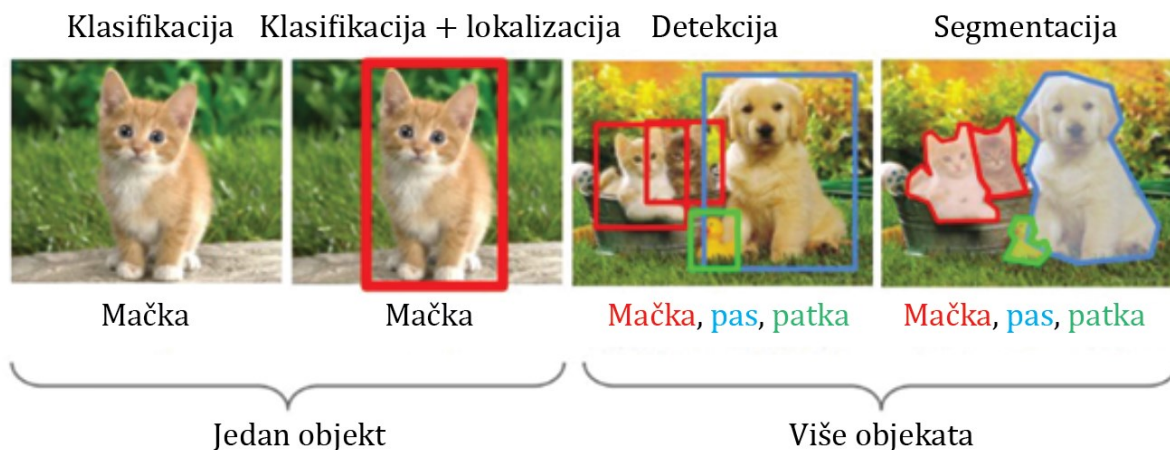 Klasifikacija
Klasifikacija + lokalizacija
Detekcija
Segmentacija
Mačka
Mačka
Mačka, pas, patka
Mačka, pas, patka
Jedan objekt
Više objekata